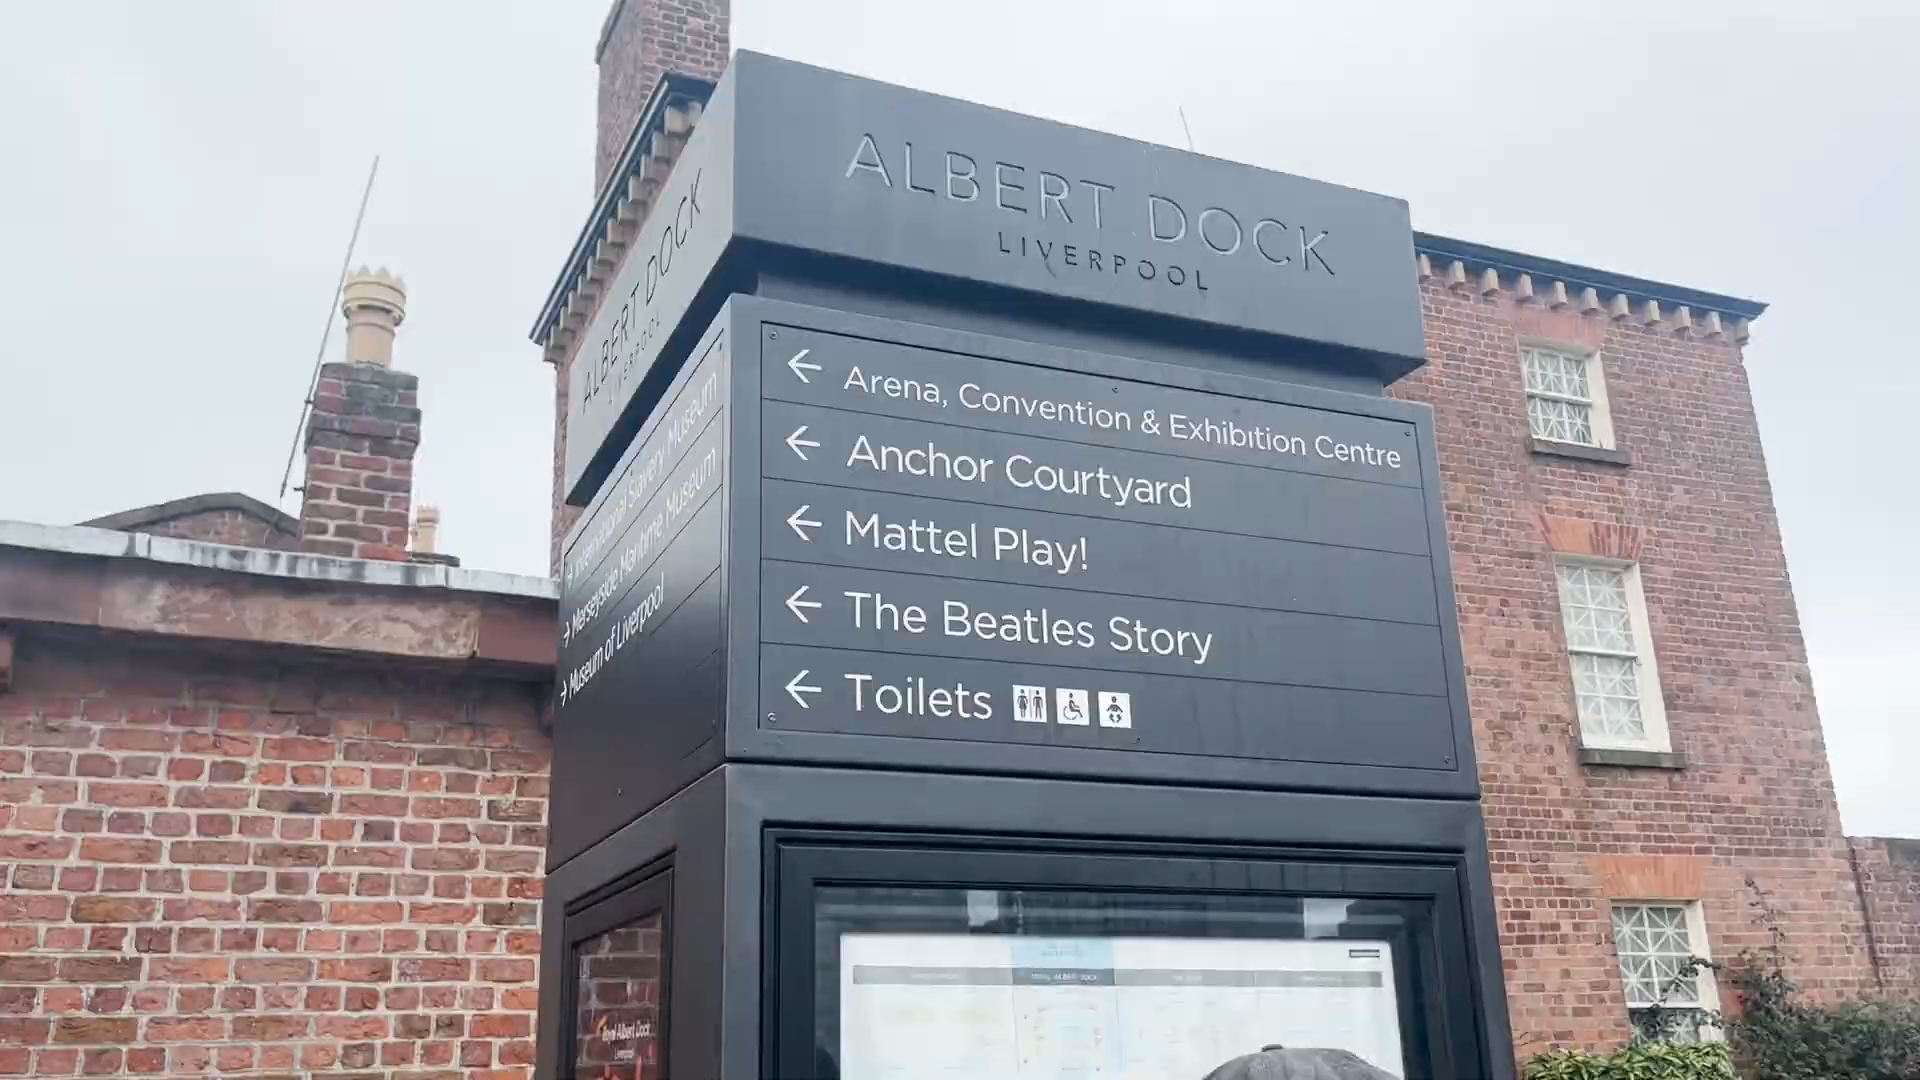 ALBERT DOCK
LIVERPOOL
← Arena, Convention & Exhibition Centre
← Anchor Courtyard
← Mattel Play!
← The Beatles Story
← Toilets
ALBERT DOCK
LIVERPOOL
→ International Slavery Museum
→ Merseyside Maritime Museum
→ Museum of Liverpool
Royal Albert Dock
Liverpool